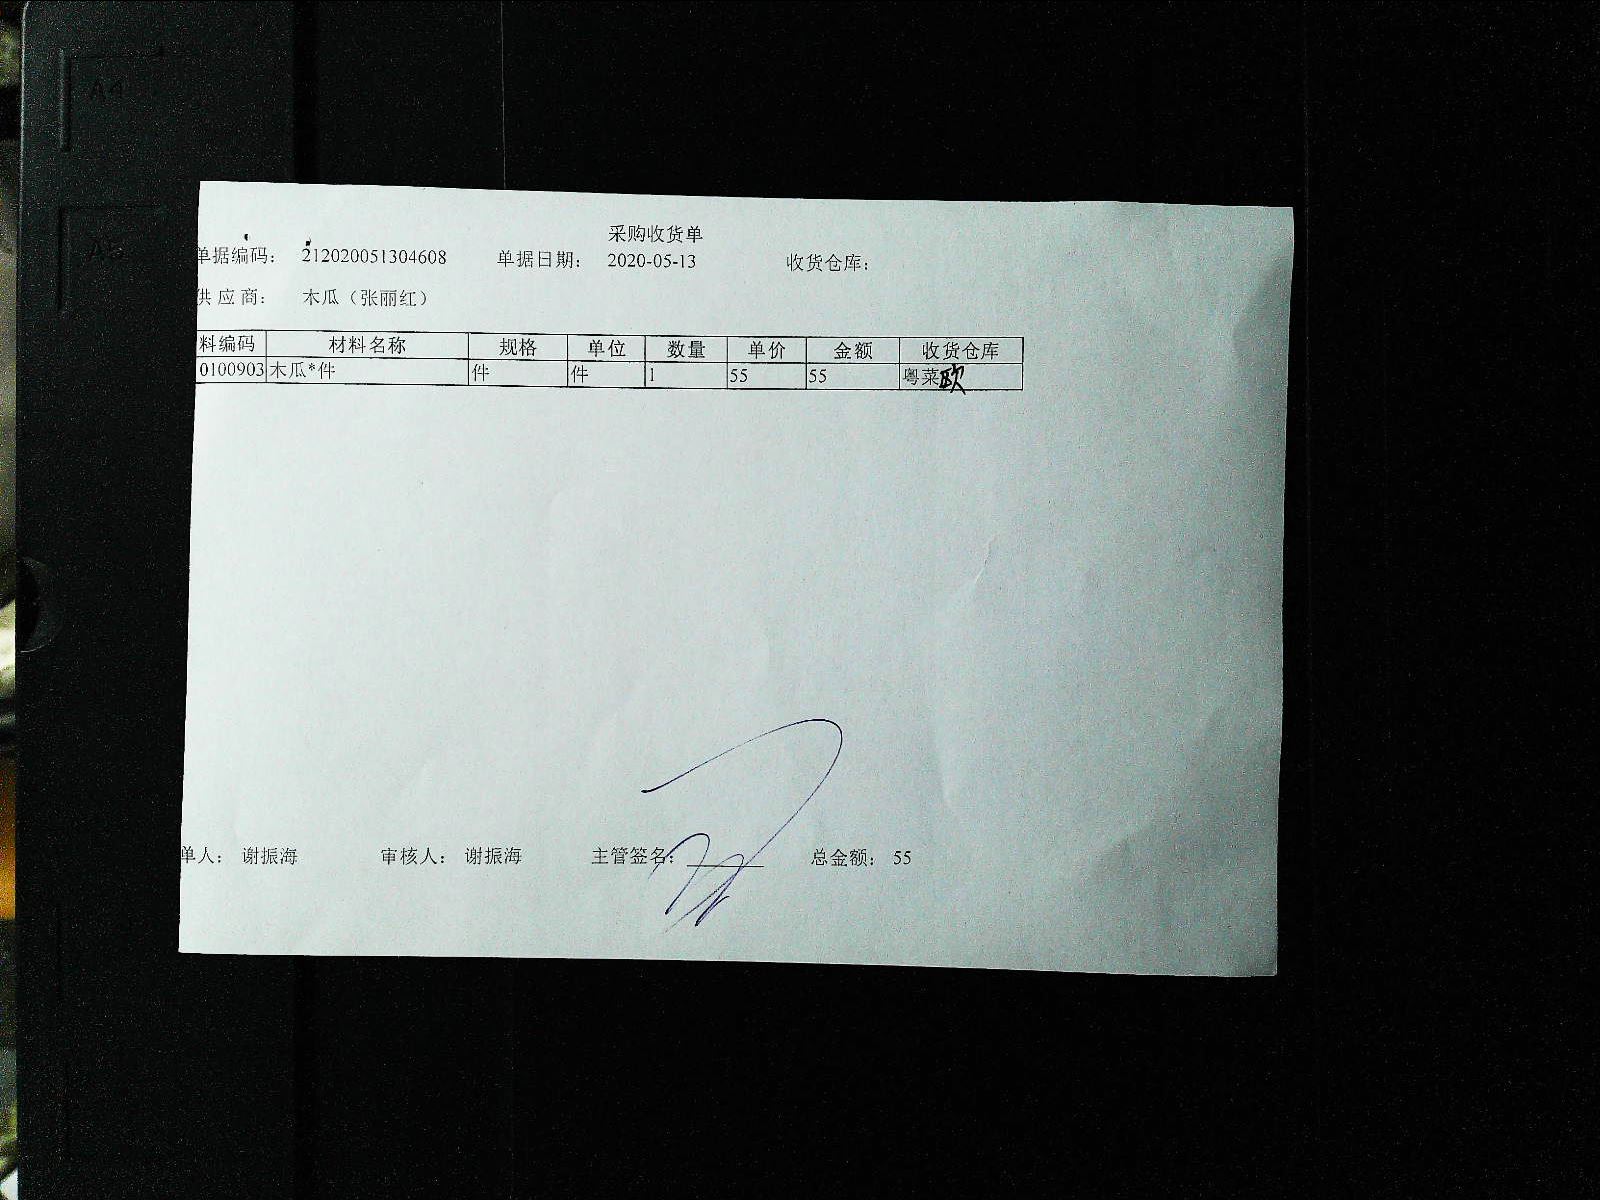 A4
A5
采购收货单
单据编码： 212020051304608 单据日期： 2020-05-13 收货仓库：
供应商： 木瓜（张丽红）
料编码 材料名称 规格 单位 数量 单价 金额 收货仓库
0100903 木瓜*件 件 件 1 55 55 粤菜欧
单人： 谢振海 审核人： 谢振海 主管签名： 总金额： 55